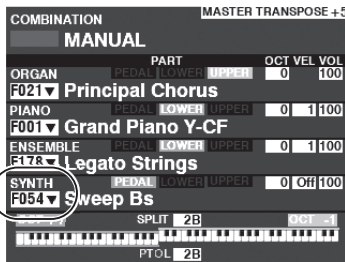 COMBINATION MASTER TRANSPOSE +5
MANUAL
PART OCT VEL VOL
ORGAN PEDAL LOWER UPPER 0 100
F021▼ Principal Chorus
PIANO PEDAL LOWER UPPER 0 1 100
F001▼ Grand Piano Y-CF
ENSEMBLE PEDAL LOWER UPPER 0 1 100
F178▼ Legato Strings
SYNTH PEDAL LOWER UPPER 0 Off 100
F054▼ Sweep Bs
SPLIT 2B OCT -1
PTOL 2B